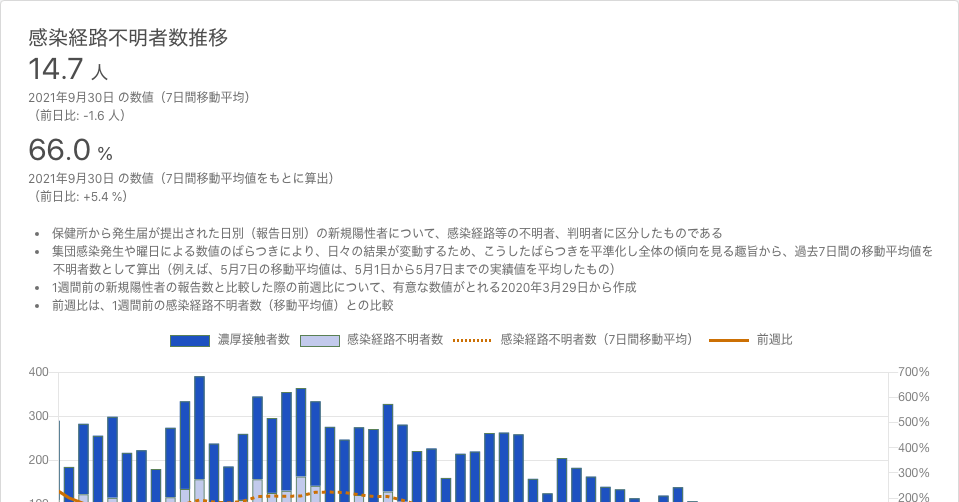 感染経路不明者数推移
14.7 人
2021年9月30日 の数値（7日間移動平均）
（前日比: -1.6 人）
66.0 %
2021年9月30日 の数値（7日間移動平均値をもとに算出）
（前日比: +5.4 %）
• 保健所から発生届が提出された日別（報告日別）の新規陽性者について、感染経路等の不明者、判明者に区分したものである
• 集団感染発生や曜日による数値のばらつきにより、日々の結果が変動するため、こうしたばらつきを平準化し全体の傾向を見る趣旨から、過去7日間の移動平均値を
不明者数として算出（例えば、5月7日の移動平均値は、5月1日から5月7日までの実績値を平均したもの）
• 1週間前の新規陽性者の報告数と比較した際の前週比について、有意な数値がとれる2020年3月29日から作成
• 前週比は、1週間前の感染経路不明者数（移動平均値）との比較
濃厚接触者数 感染経路不明者数 感染経路不明者数（7日間移動平均） 前週比
400 700%
600%
300 500%
400%
200 300%
100 200%